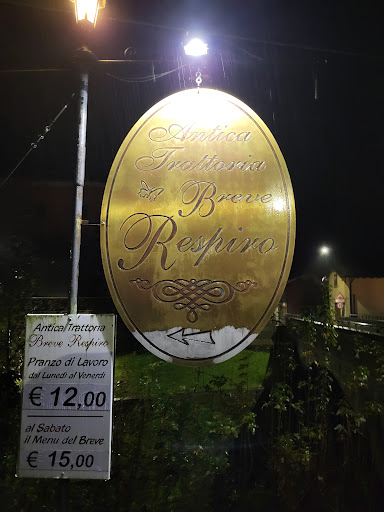 Antica
Trattoria
Breve
Respiro
Antica Trattoria
Breve Respiro
Pranzo di Lavoro
dal Lunedì al Venerdì
€ 12,00
al Sabato
il Menu del Breve
€ 15,00